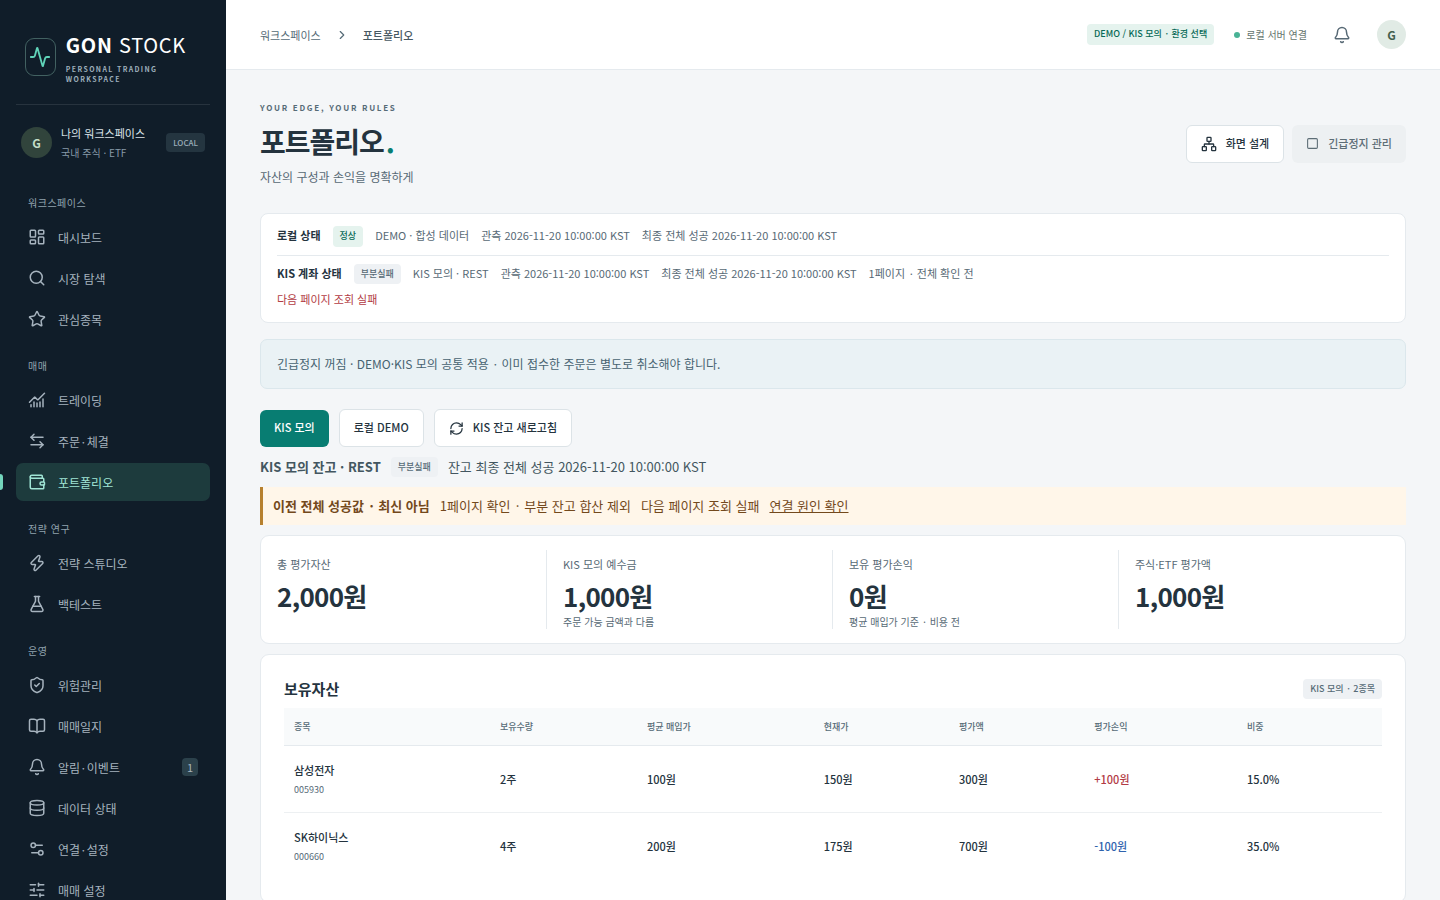 GON STOCK
PERSONAL TRADING
WORKSPACE
G
나의 워크스페이스
국내 주식 · ETF
LOCAL
워크스페이스
대시보드
시장 탐색
관심종목
매매
트레이딩
주문·체결
포트폴리오
전략 연구
전략 스튜디오
백테스트
운영
위험관리
매매일지
알림·이벤트
1
데이터 상태
연결·설정
매매 설정
워크스페이스 > 포트폴리오
DEMO / KIS 모의 · 환경 선택
로컬 서버 연결
G
YOUR EDGE, YOUR RULES
포트폴리오.
자산의 구성과 손익을 명확하게
화면 설계
긴급정지 관리
로컬 상태 정상 DEMO · 합성 데이터 관측 2026-11-20 10:00:00 KST 최종 전체 성공 2026-11-20 10:00:00 KST
KIS 계좌 상태 부분실패 KIS 모의 · REST 관측 2026-11-20 10:00:00 KST 최종 전체 성공 2026-11-20 10:00:00 KST 1페이지 · 전체 확인 전
다음 페이지 조회 실패
긴급정지 꺼짐 · DEMO·KIS 모의 공통 적용 · 이미 접수한 주문은 별도로 취소해야 합니다.
KIS 모의
로컬 DEMO
KIS 잔고 새로고침
KIS 모의 잔고 · REST 부분실패 잔고 최종 전체 성공 2026-11-20 10:00:00 KST
이전 전체 성공값 · 최신 아님 1페이지 확인 · 부분 잔고 합산 제외 다음 페이지 조회 실패 연결 원인 확인
총 평가자산
2,000원
KIS 모의 예수금
1,000원
주문 가능 금액과 다름
보유 평가손익
0원
평균 매입가 기준 · 비용 전
주식·ETF 평가액
1,000원
보유자산
KIS 모의 · 2종목
종목 보유수량 평균 매입가 현재가 평가액 평가손익 비중
삼성전자
005930
2주 100원 150원 300원 +100원 15.0%
SK하이닉스
000660
4주 200원 175원 700원 -100원 35.0%